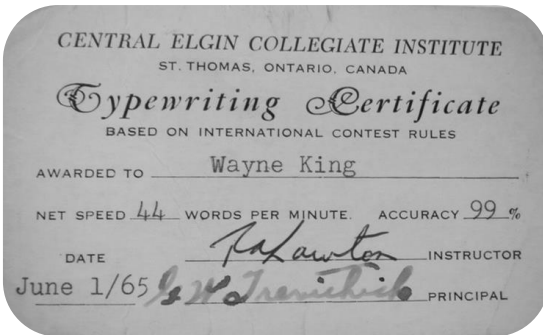 CENTRAL ELGIN COLLEGIATE INSTITUTE
ST. THOMAS, ONTARIO, CANADA
Typewriting Certificate
BASED ON INTERNATIONAL CONTEST RULES
AWARDED TO Wayne King
NET SPEED 44 WORDS PER MINUTE. ACCURACY 99 %
DATE Lawton INSTRUCTOR
June 1/65 PRINCIPAL